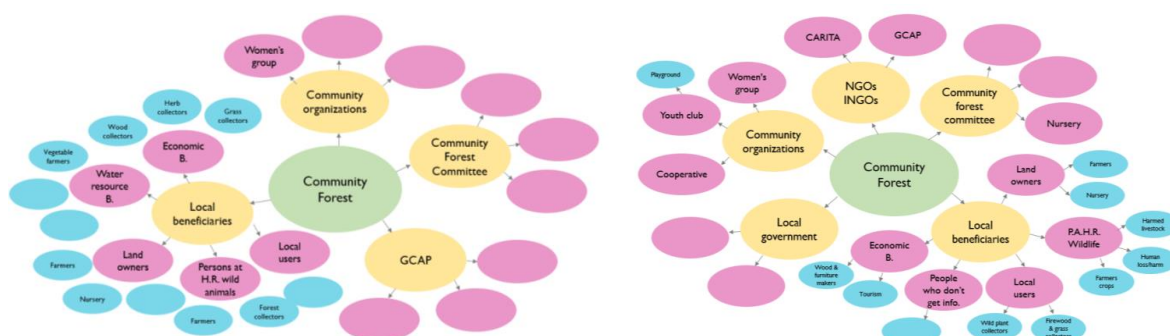 Women's
group
Community
organizations
Herb
collectors
Grass
collectors
Wood
collectors
Vegetable
farmers
Economic
B.
Water
resource
B.
Community
Forest
Committee
Community
Forest
Local
beneficiaries
Local
users
Land
owners
Persons at
H.R. wild
animals
Farmers
Nursery
Farmers
Forest
collectors
GCAP
CARITA
GCAP
Playground
Women's
group
NGOs
INGOs
Community
forest
committee
Youth club
Nursery
Community
organizations
Cooperative
Community
Forest
Land
owners
Farmers
Nursery
Local
government
Local
beneficiaries
P.A.H.R.
Wildlife
Harmed
livestock
Human
loss/harm
Farmers
crops
Economic
B.
Wood &
furniture
makers
Tourism
People
who don't
get info.
Local
users
Wild plant
collectors
Firewood
& grass